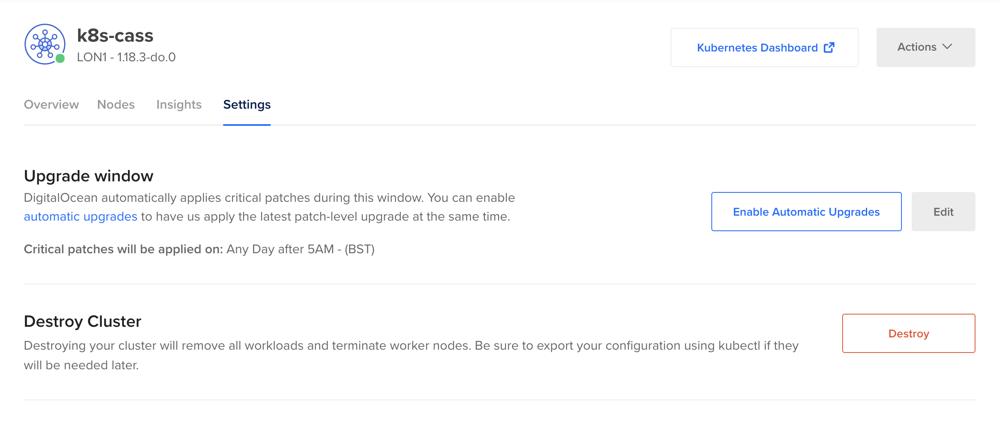 k8s-cass
LON1 - 1.18.3-do.0
Kubernetes Dashboard
Actions
Overview
Nodes
Insights
Settings
Upgrade window
DigitalOcean automatically applies critical patches during this window. You can enable
automatic upgrades to have us apply the latest patch-level upgrade at the same time.
Enable Automatic Upgrades
Edit
Critical patches will be applied on: Any Day after 5AM - (BST)
Destroy Cluster
Destroying your cluster will remove all workloads and terminate worker nodes. Be sure to export your configuration using kubectl if they
will be needed later.
Destroy